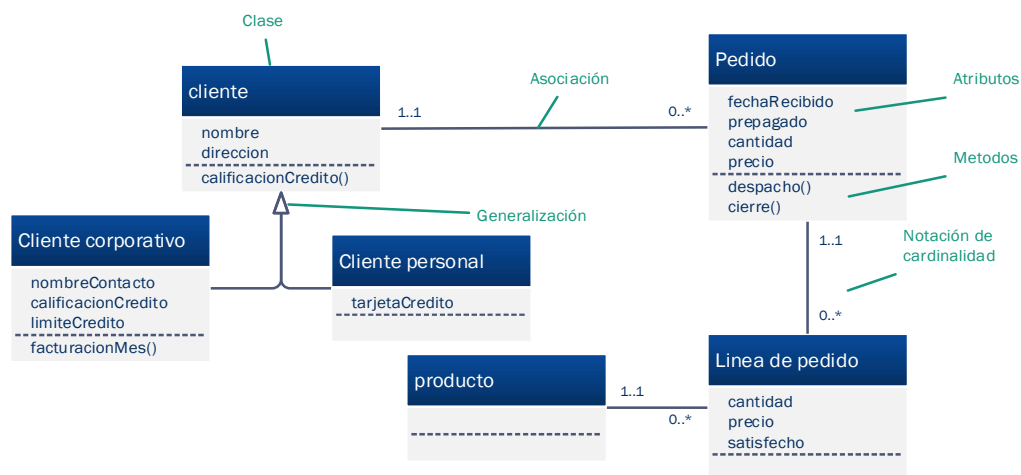 Clase
cliente
nombre
direccion
calificacionCredito()
1..1
Asociación
0..*
Pedido
fechaRecibido
prepagado
cantidad
precio
despacho()
cierre()
Atributos
Metodos
Generalización
Cliente corporativo
nombreContacto
calificacionCredito
limiteCredito
facturacionMes()
Cliente personal
tarjetaCredito
1..1
Notación de
cardinalidad
0..*
producto
1..1
0..*
Linea de pedido
cantidad
precio
satisfecho